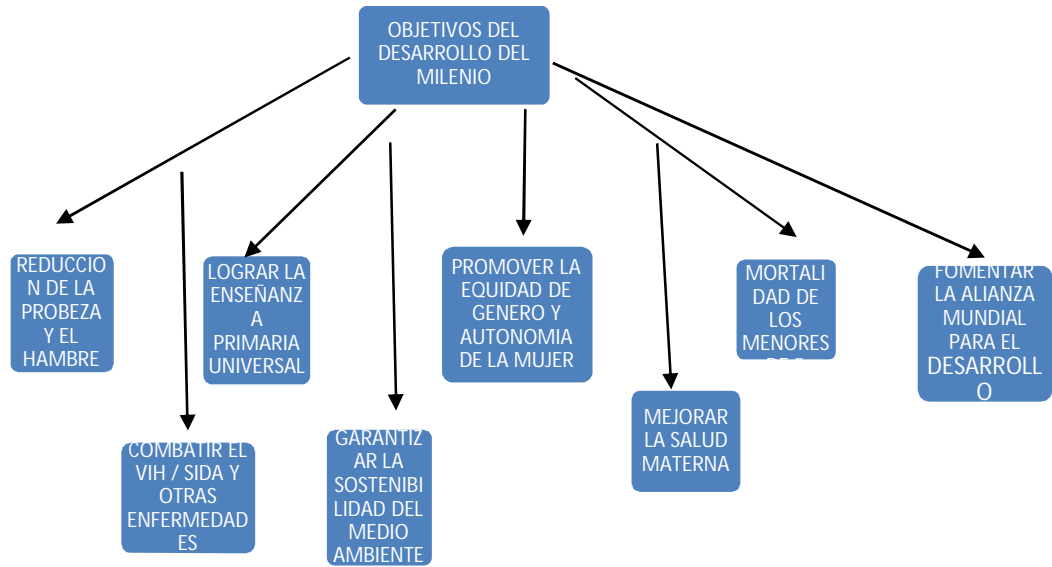 OBJETIVOS DEL
DESARROLLO DEL
MILENIO
REDUCCIO
N DE LA
PROBEZA
Y EL
HAMBRE
LOGRAR LA
ENSEÑANZ
A
PRIMARIA
UNIVERSAL
PROMOVER LA
EQUIDAD DE
GENERO Y
AUTONOMIA
DE LA MUJER
MORTALI
DAD DE
LOS
MENORES
FOMENTAR
LA ALIANZA
MUNDIAL
PARA EL
DESARROLL
O
COMBATIR EL
VIH / SIDA Y
OTRAS
ENFERMEDAD
ES
GARANTIZ
AR LA
SOSTENIBI
LIDAD DEL
MEDIO
AMBIENTE
MEJORAR
LA SALUD
MATERNA